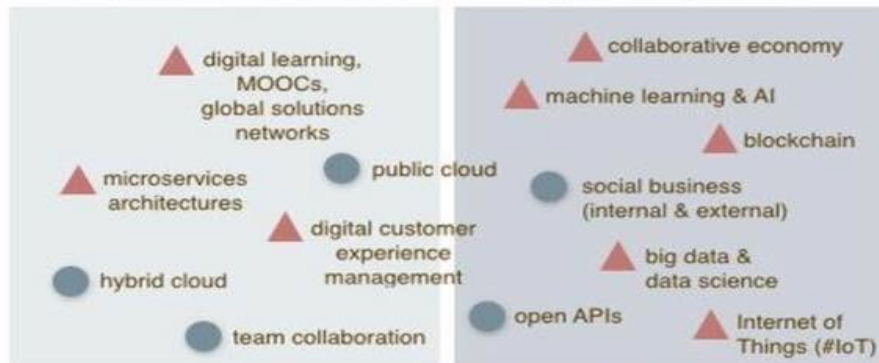 digital learning,
MOOCs,
global solutions
networks
public cloud
microservices
architectures
digital customer
experience
management
hybrid cloud
team collaboration
collaborative economy
machine learning & AI
blockchain
social business
(internal & external)
big data &
data science
open APIs
Internet of
Things (#IoT)